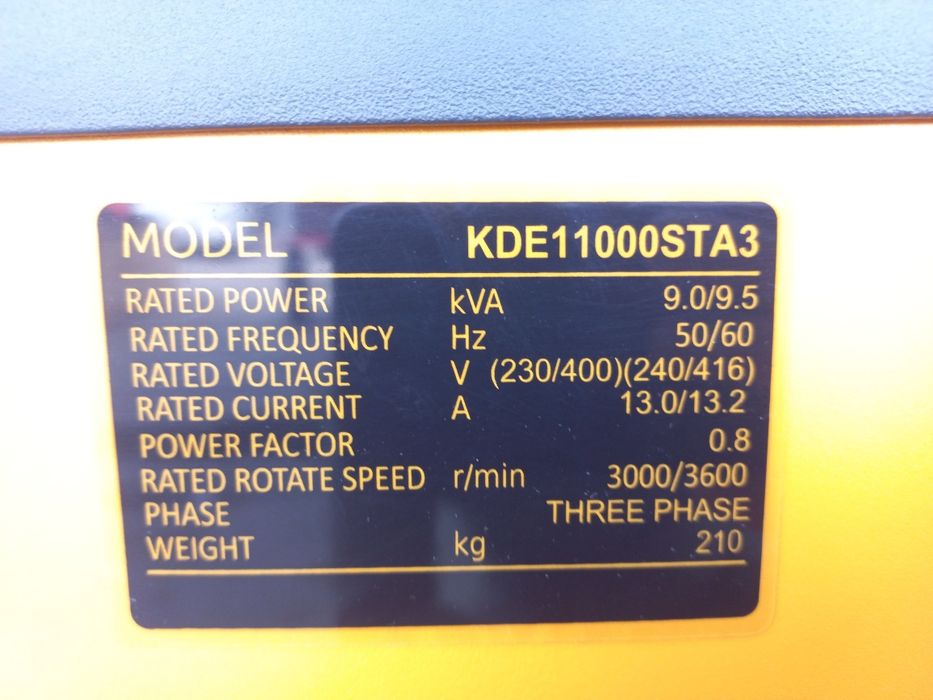 MODEL KDE11000STA3
RATED POWER kVA 9.0/9.5
RATED FREQUENCY Hz 50/60
RATED VOLTAGE V (230/400)(240/416)
RATED CURRENT A 13.0/13.2
POWER FACTOR 0.8
RATED ROTATE SPEED r/min 3000/3600
PHASE THREE PHASE
WEIGHT kg 210